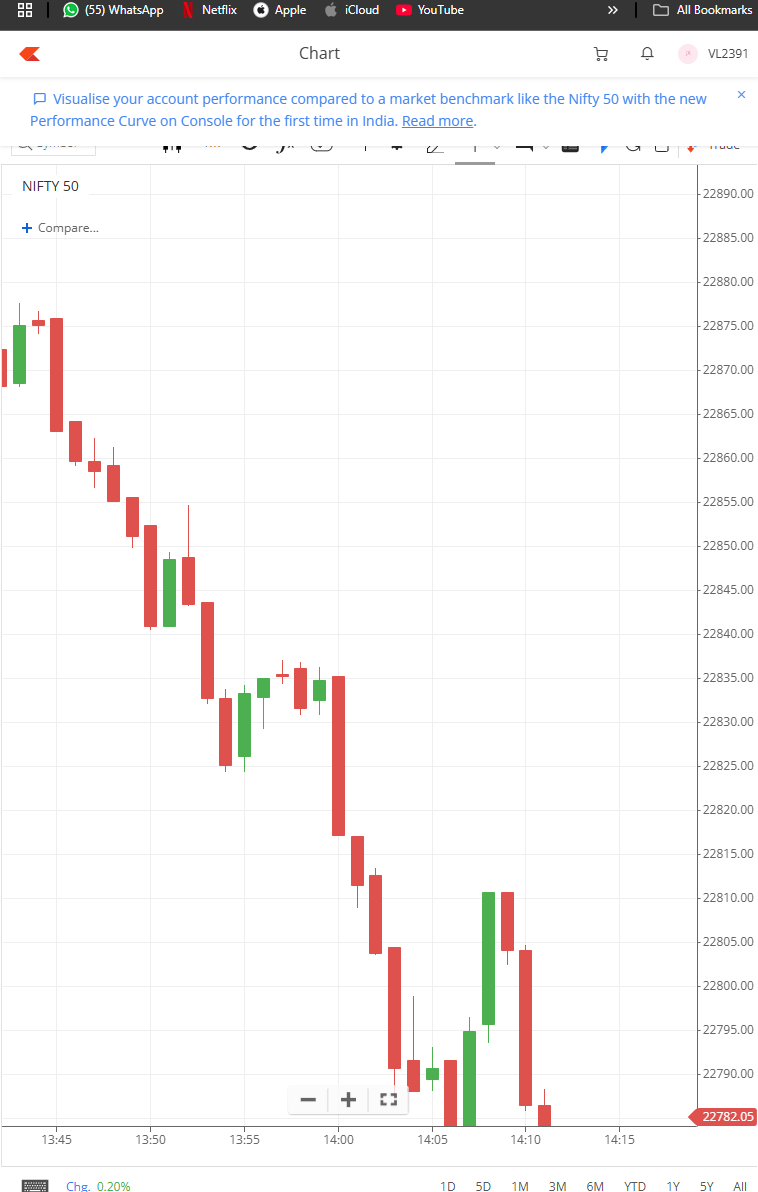 (55) WhatsApp Netflix Apple iCloud YouTube » All Bookmarks
Chart VL2391
Visualise your account performance compared to a market benchmark like the Nifty 50 with the new
Performance Curve on Console for the first time in India. Read more.
NIFTY 50
+ Compare...
22890.00
22885.00
22880.00
22875.00
22870.00
22865.00
22860.00
22855.00
22850.00
22845.00
22840.00
22835.00
22830.00
22825.00
22820.00
22815.00
22810.00
22805.00
22800.00
22795.00
22790.00
22782.05
13:45 13:50 13:55 14:00 14:05 14:10 14:15
Chg. 0.20% 1D 5D 1M 3M 6M YTD 1Y 5Y All